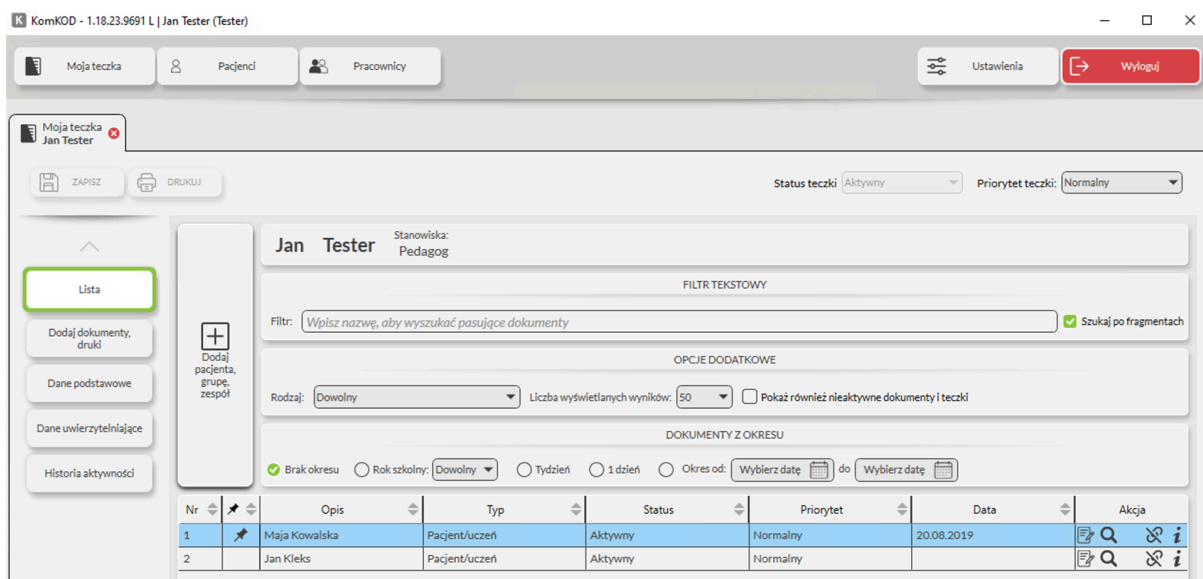 K KomKOD - 1.18.23.9691 L | Jan Tester (Tester)
Moja teczka Pacjenci Pracownicy Ustawienia Wyloguj
Moja teczka
Jan Tester
ZAPISZ DRUKUJ Status teczki Aktywny Priorytet teczki: Normalny
Lista
Dodaj dokumenty,
druki
Dane podstawowe
Dane uwierzytelniające
Historia aktywności
Dodaj
pacjenta,
grupę,
zespół
Jan Tester Stanowiska:
Pedagog
FILTR TEKSTOWY
Filtr: Wpisz nazwę, aby wyszukać pasujące dokumenty Szukaj po fragmentach
OPCJE DODATKOWE
Rodzaj: Dowolny Liczba wyświetlanych wyników: 50 Pokaż również nieaktywne dokumenty i teczki
DOKUMENTY Z OKRESU
Brak okresu Rok szkolny: Dowolny Tydzień 1 dzień Okres od: Wybierz datę do Wybierz datę
Nr Opis Typ Status Priorytet Data Akcja
1 Maja Kowalska Pacjent/uczeń Aktywny Normalny 20.08.2019 i
2 Jan Kleks Pacjent/uczeń Aktywny Normalny i